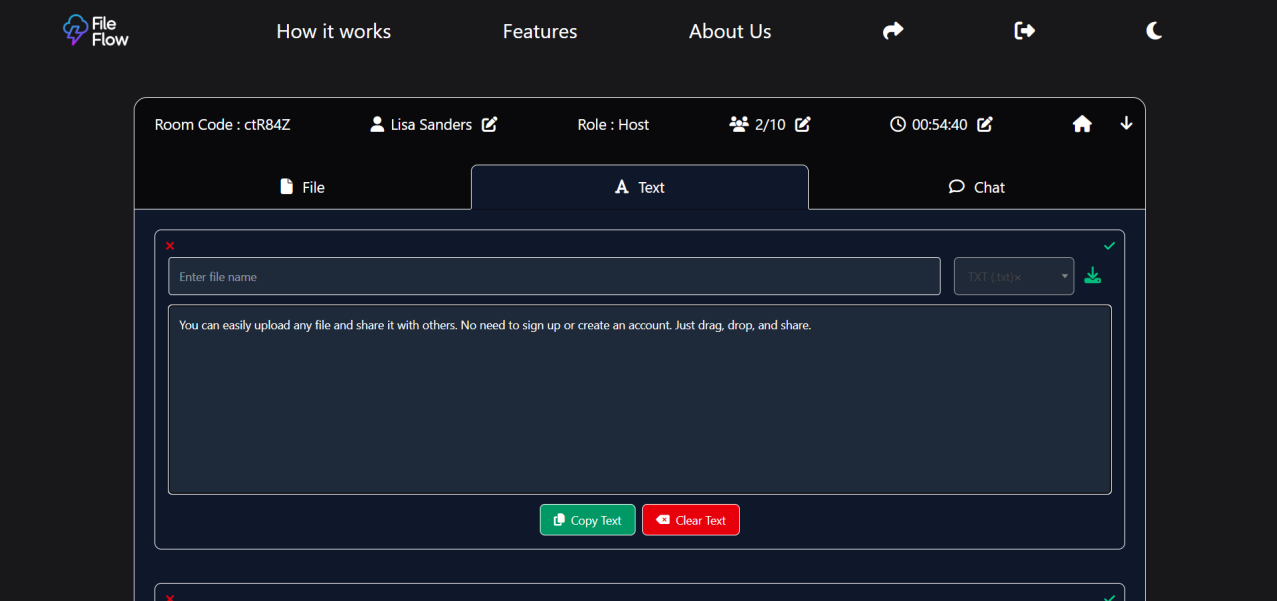 File
Flow
How it works
Features
About Us
Room Code : ctR84Z
Lisa Sanders
Role : Host
2/10
00:54:40
File
A Text
Chat
Enter file name
TXT (.txt)×
You can easily upload any file and share it with others. No need to sign up or create an account. Just drag, drop, and share.
Copy Text
Clear Text